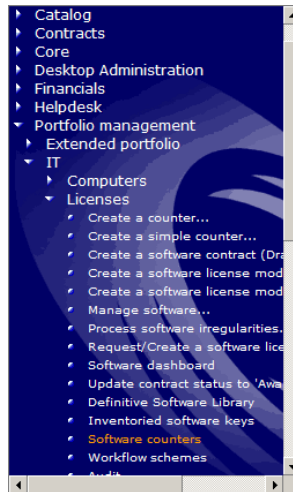 Catalog
Contracts
Core
Desktop Administration
Financials
Helpdesk
Portfolio management
Extended portfolio
IT
Computers
Licenses
Create a counter...
Create a simple counter...
Create a software contract (Dra
Create a software license mod
Create a software license mod
Manage software...
Process software irregularities.
Request/Create a software lice
Software dashboard
Update contract status to 'Awa
Definitive Software Library
Inventoried software keys
Software counters
Workflow schemes
Audit